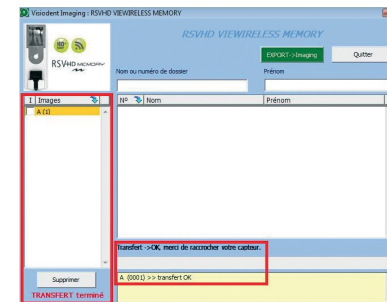 Visiodent Imaging : RSVHD VIEWIRELESS MEMORY
RSVHD VIEWIRELESS MEMORY
RSVHD MEMORY
EXPORT->Imaging
Quitter
Nom ou numéro de dossier
Prénom
I Images
Nº Nom
Prénom
A (1)
Transfert ->OK, merci de raccrocher votre capteur.
A (0001) >> transfert OK
Supprimer
TRANSFERT terminé